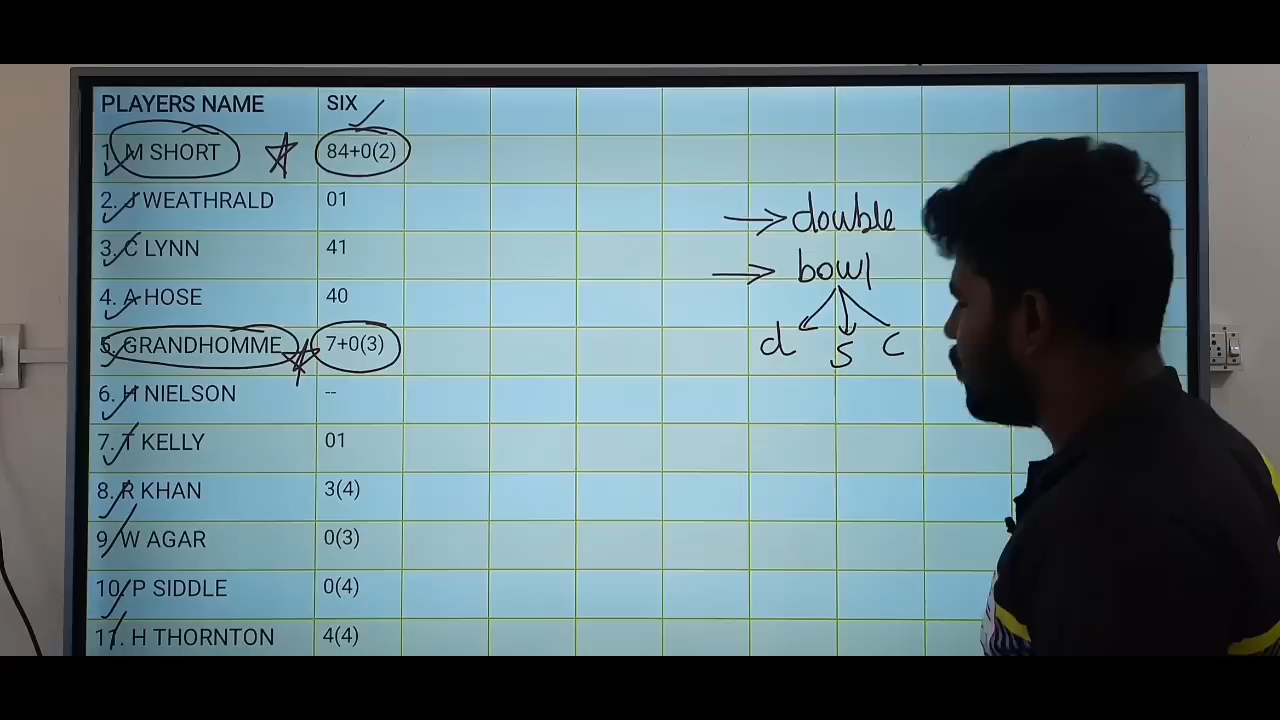 PLAYERS NAME SIX
1. M SHORT 84+0(2)
2. J WEATHRALD 01
3. C LYNN 41
4. A HOSE 40
5. GRANDHOMME 7+0(3)
6. H NIELSON --
7. T KELLY 01
8. R KHAN 3(4)
9. W AGAR 0(3)
10. P SIDDLE 0(4)
11. H THORNTON 4(4)
double
bowl
d s c